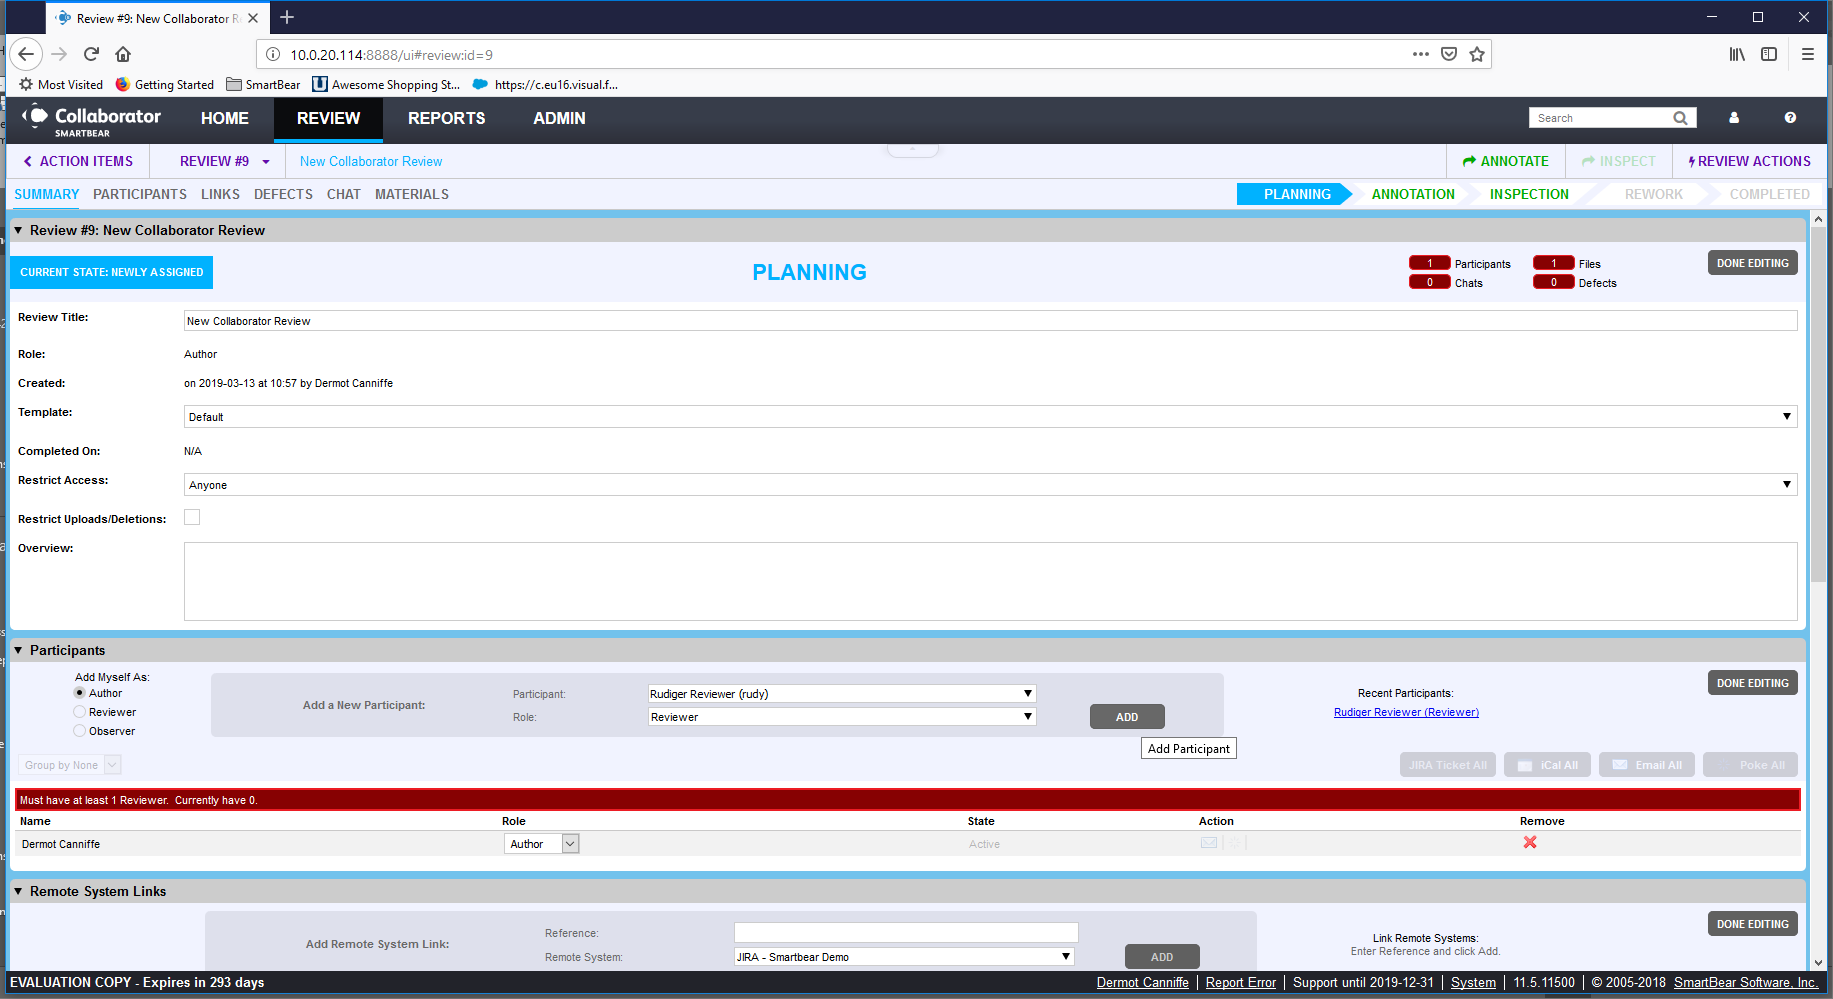 Review #9: New Collaborator R
10.0.20.114:8888/ui#review:id=9
Most Visited Getting Started SmartBear Awesome Shopping St... https://c.eu16.visual.f...
Collaborator
SMARTBEAR
HOME REVIEW REPORTS ADMIN Search
ACTION ITEMS REVIEW #9 New Collaborator Review ANNOTATE INSPECT REVIEW ACTIONS
SUMMARY PARTICIPANTS LINKS DEFECTS CHAT MATERIALS PLANNING ANNOTATION INSPECTION REWORK COMPLETED
Review #9: New Collaborator Review
CURRENT STATE: NEWLY ASSIGNED PLANNING 1 Participants 1 Files DONE EDITING
0 Chats 0 Defects
Review Title: New Collaborator Review
Role: Author
Created: on 2019-03-13 at 10:57 by Dermot Canniffe
Template: Default
Completed On: N/A
Restrict Access: Anyone
Restrict Uploads/Deletions:
Overview:
Participants
Add Myself As:
Author
Reviewer
Observer
Add a New Participant:
Participant: Rudiger Reviewer (rudy)
Role: Reviewer
ADD
Add Participant
Recent Participants:
Rudiger Reviewer (Reviewer)
DONE EDITING
Group by None JIRA Ticket All iCal All Email All Poke All
Must have at least 1 Reviewer. Currently have 0.
Name Role State Action Remove
Dermot Canniffe Author Active
Remote System Links
Add Remote System Link:
Reference:
Remote System: JIRA - Smartbear Demo
ADD
Link Remote Systems:
Enter Reference and click Add.
DONE EDITING
EVALUATION COPY - Expires in 293 days Dermot Canniffe | Report Error | Support until 2019-12-31 | System | 11.5.11500 | © 2005-2018 SmartBear Software, Inc.